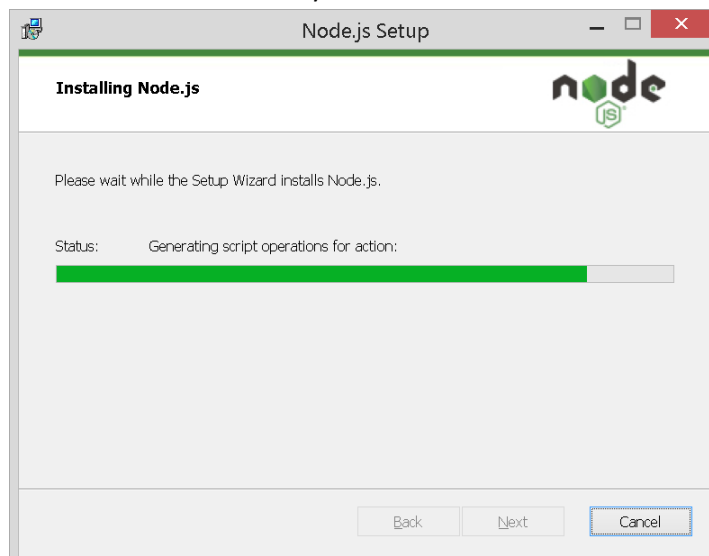 Node.js Setup
Installing Node.js
node
JS
Please wait while the Setup Wizard installs Node.js.
Status: Generating script operations for action:
Back Next Cancel